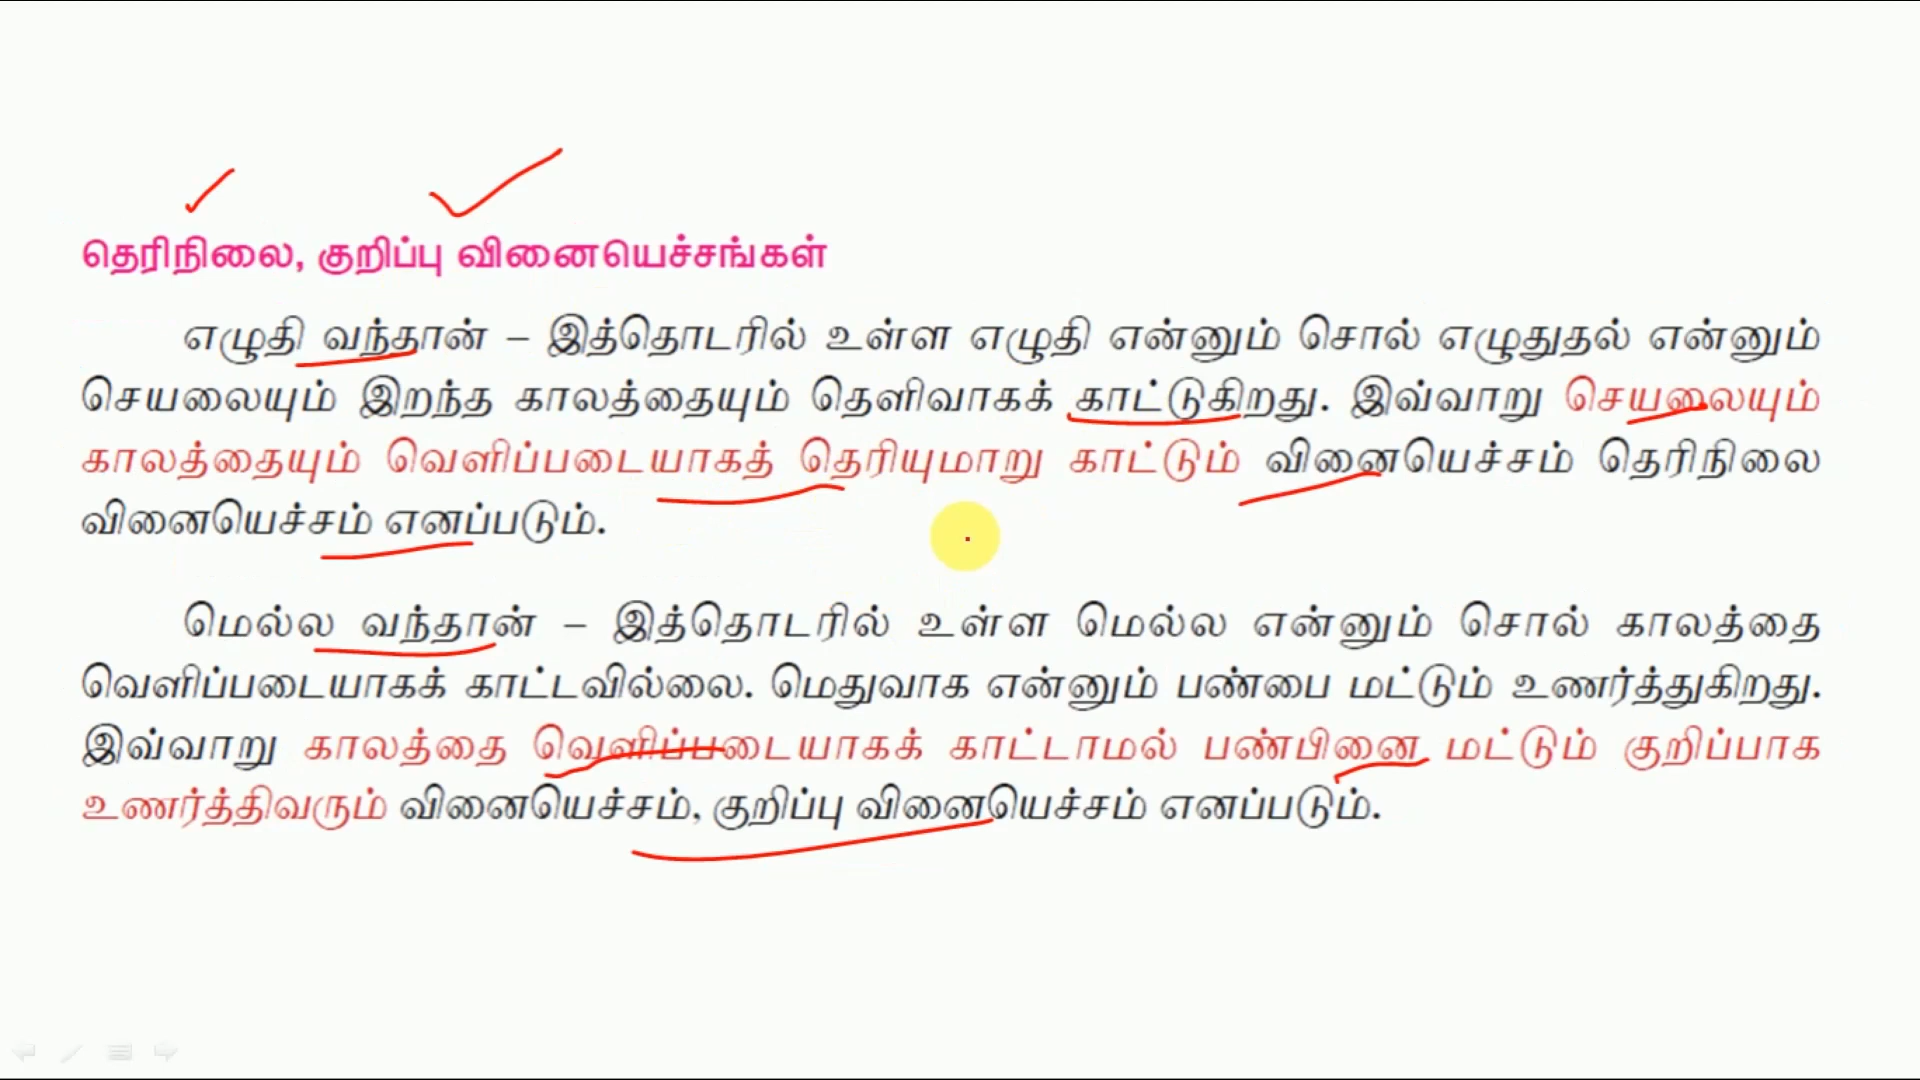 தெரிநிலை, குறிப்பு வினையெச்சங்கள்
எழுதி வந்தான் – இத்தொடரில் உள்ள எழுதி என்னும் சொல் எழுதுதல் என்னும்
செயலையும் இறந்த காலத்தையும் தெளிவாகக் காட்டுகிறது. இவ்வாறு செயலையும்
காலத்தையும் வெளிப்படையாகத் தெரியுமாறு காட்டும் வினையெச்சம் தெரிநிலை
வினையெச்சம் எனப்படும்.
மெல்ல வந்தான் – இத்தொடரில் உள்ள மெல்ல என்னும் சொல் காலத்தை
வெளிப்படையாகக் காட்டவில்லை. மெதுவாக என்னும் பண்பை மட்டும் உணர்த்துகிறது.
இவ்வாறு காலத்தை வெளிப்படையாகக் காட்டாமல் பண்பினை மட்டும் குறிப்பாக
உணர்த்திவரும் வினையெச்சம், குறிப்பு வினையெச்சம் எனப்படும்.